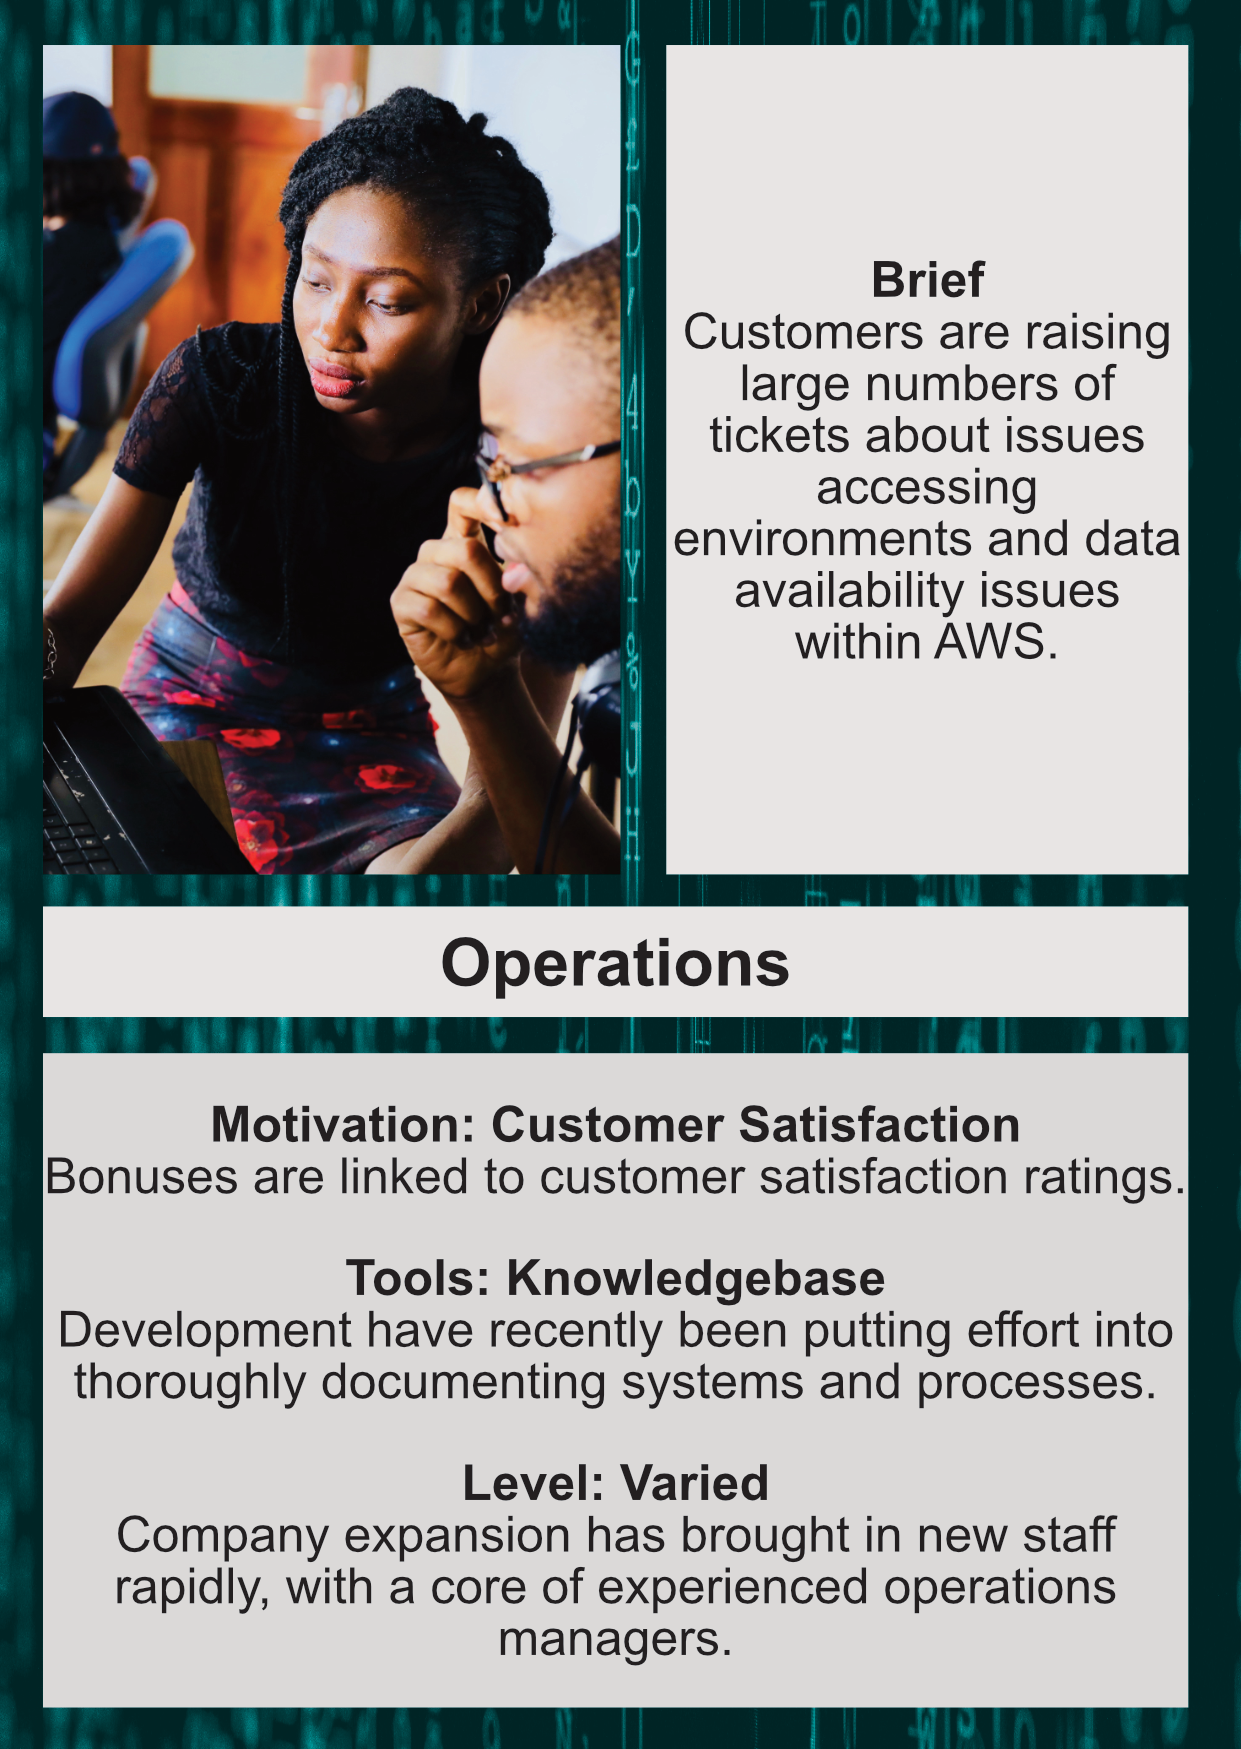 Brief
Customers are raising
large numbers of
tickets about issues
accessing
environments and data
availability issues
within AWS.
Operations
Motivation: Customer Satisfaction
Bonuses are linked to customer satisfaction ratings.
Tools: Knowledgebase
Development have recently been putting effort into
thoroughly documenting systems and processes.
Level: Varied
Company expansion has brought in new staff
rapidly, with a core of experienced operations
managers.